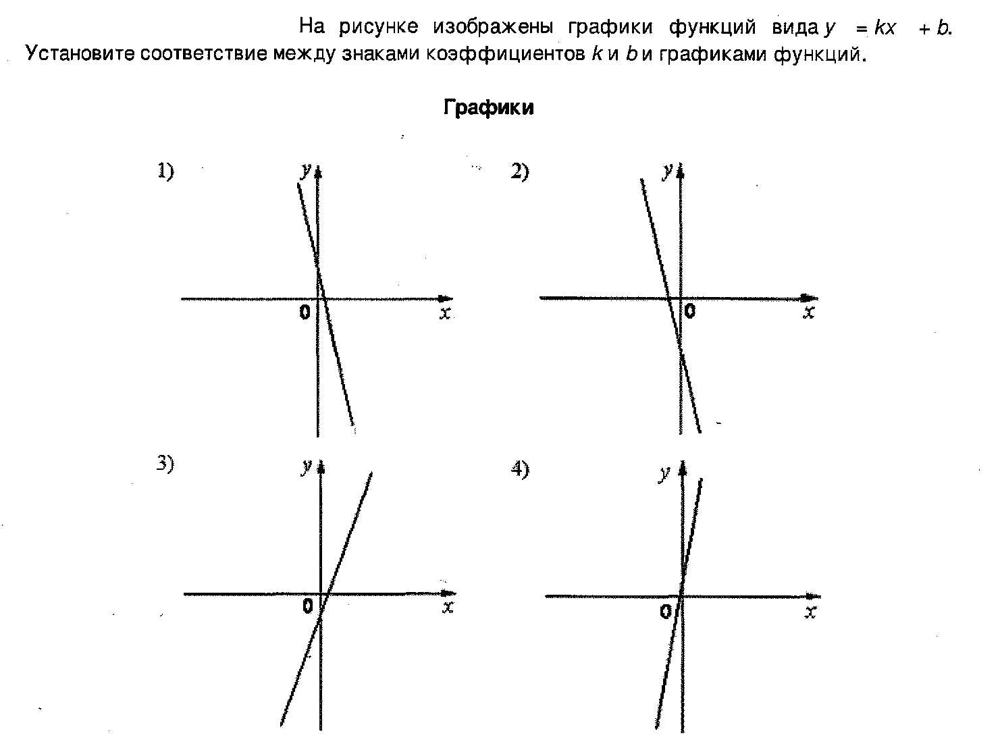 На рисунке изображены графики функций вида y = kx + b.
Установите соответствие между знаками коэффициентов k и b и графиками функций.
Графики
1) y 0 x
2) y 0 x
3) y 0 x
4) y 0 x